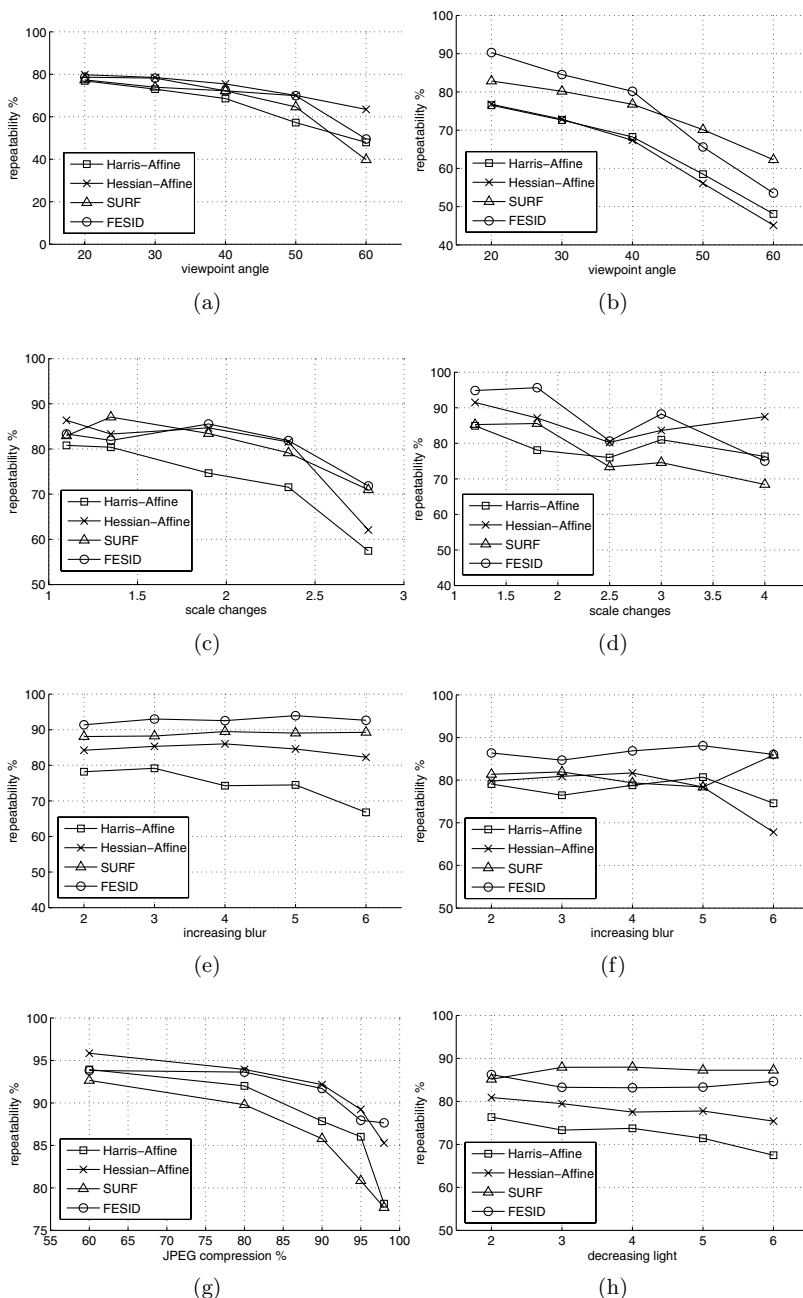 100
80
60
40
20
0
repeatability %
Harris−Affine
Hessian−Affine
SURF
FESID
20 30 40 50 60
viewpoint angle
(a)
100
90
80
70
60
50
40
repeatability %
Harris−Affine
Hessian−Affine
SURF
FESID
20 30 40 50 60
viewpoint angle
(b)
100
90
80
70
60
50
repeatability %
Harris−Affine
Hessian−Affine
SURF
FESID
1 1.5 2 2.5 3
scale changes
(c)
100
90
80
70
60
50
40
repeatability %
Harris−Affine
Hessian−Affine
SURF
FESID
1 1.5 2 2.5 3 3.5 4
scale changes
(d)
100
90
80
70
60
50
40
repeatability %
Harris−Affine
Hessian−Affine
SURF
FESID
2 3 4 5 6
increasing blur
(e)
100
90
80
70
60
50
repeatability %
Harris−Affine
Hessian−Affine
SURF
FESID
2 3 4 5 6
increasing blur
(f)
100
95
90
85
80
75
repeatability %
Harris−Affine
Hessian−Affine
SURF
FESID
55 60 65 70 75 80 85 90 95 100
JPEG compression %
(g)
100
90
80
70
60
50
repeatability %
Harris−Affine
Hessian−Affine
SURF
FESID
2 3 4 5 6
decreasing light
(h)